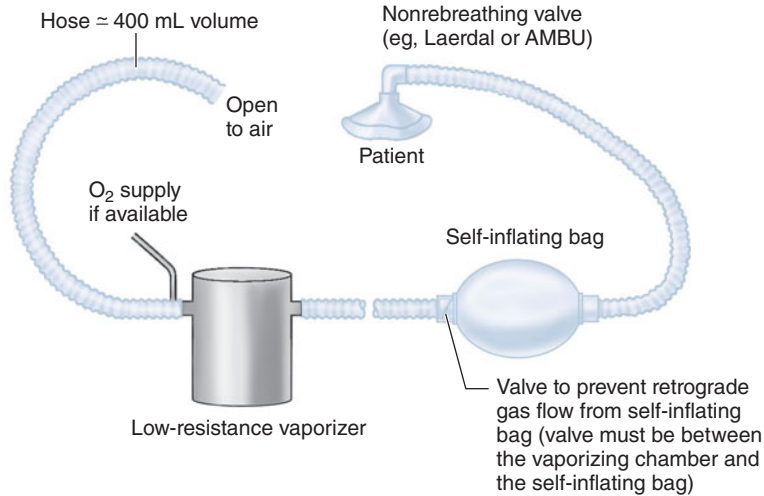 Hose ≃ 400 mL volume
Nonrebreathing valve
(eg, Laerdal or AMBU)
Open
to air
Patient
O₂ supply
if available
Self-inflating bag
Low-resistance vaporizer
Valve to prevent retrograde
gas flow from self-inflating
bag (valve must be between
the vaporizing chamber and
the self-inflating bag)